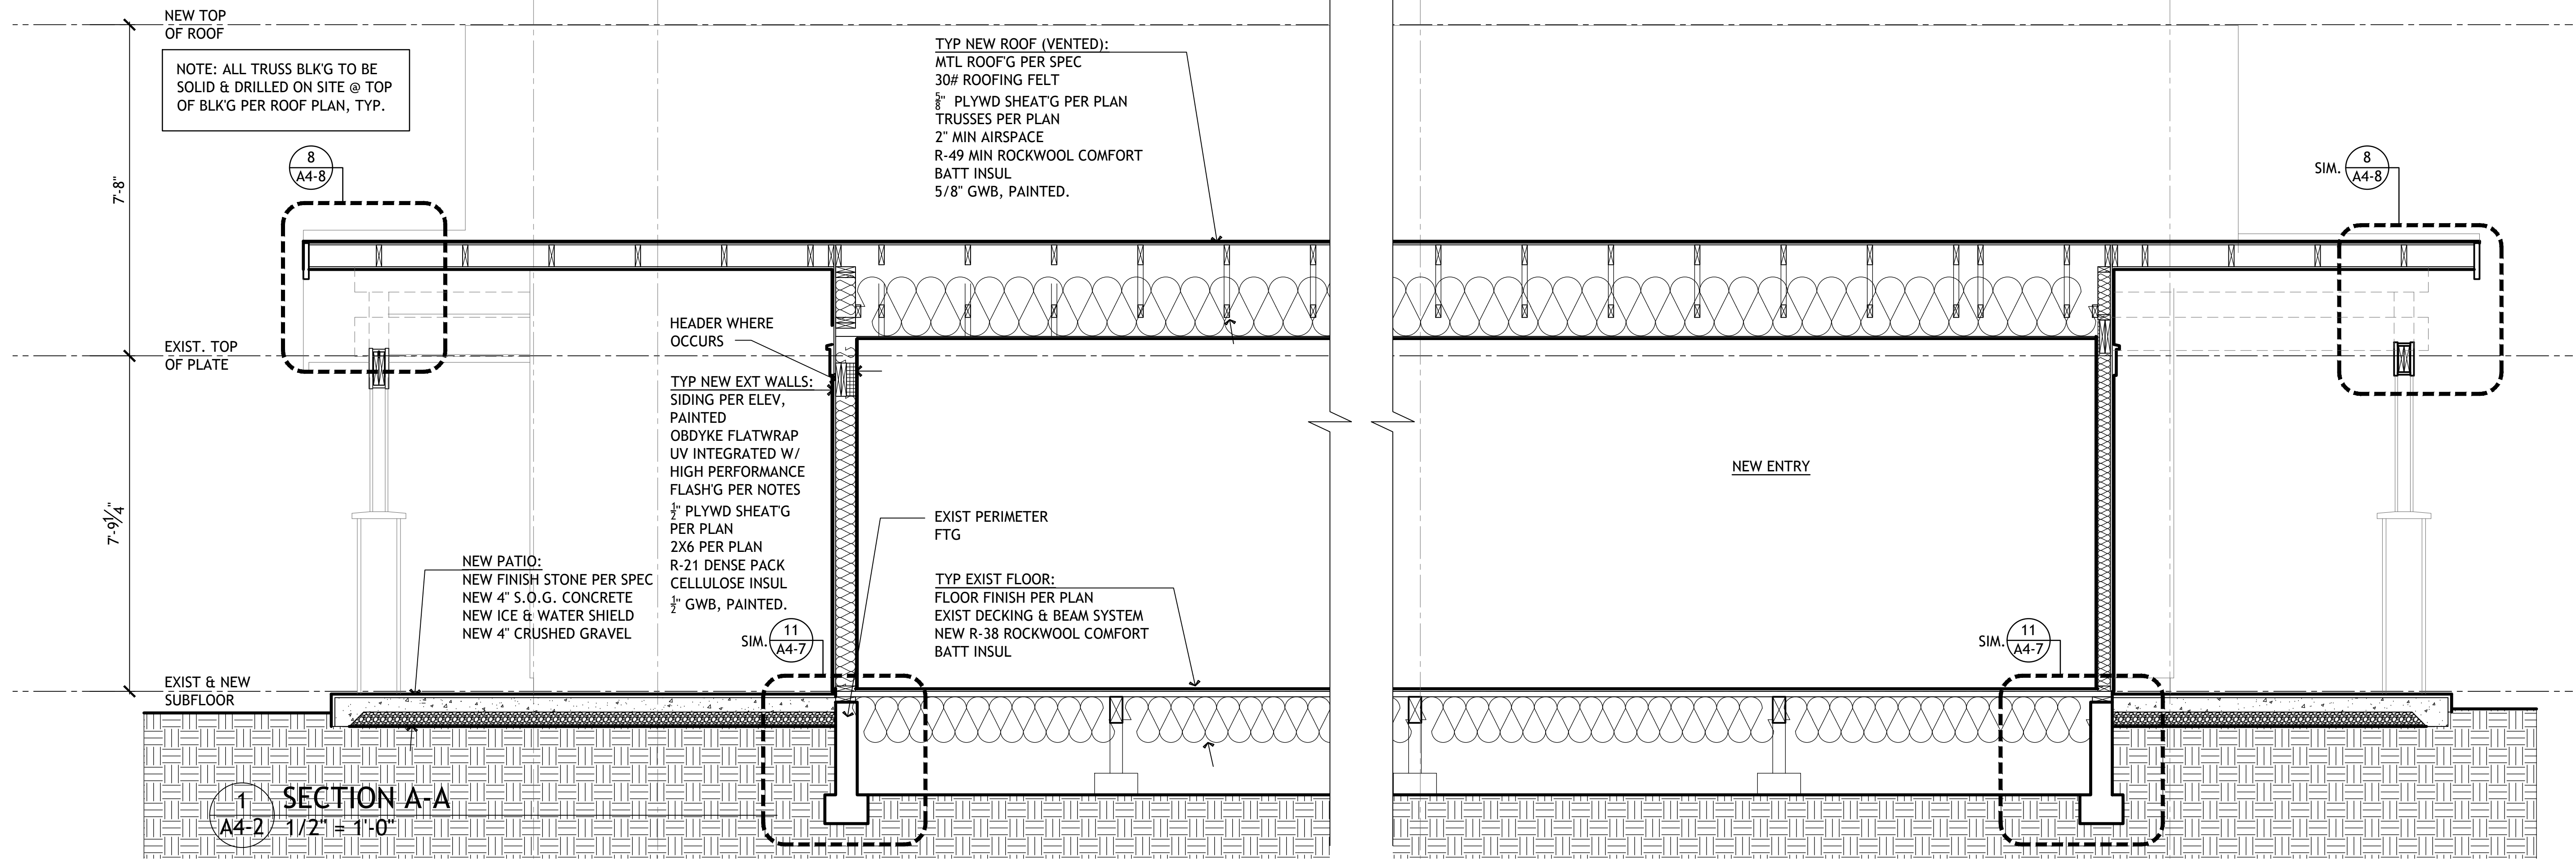 NEW TOP
OF ROOF
NOTE: ALL TRUSS BLK'G TO BE
SOLID & DRILLED ON SITE @ TOP
OF BLK'G PER ROOF PLAN, TYP.
8
A4-8
7'-8"
TYP NEW ROOF (VENTED):
MTL ROOF'G PER SPEC
30# ROOFING FELT
5/8" PLYWD SHEAT'G PER PLAN
TRUSSES PER PLAN
2" MIN AIRSPACE
R-49 MIN ROCKWOOL COMFORT
BATT INSUL
5/8" GWB, PAINTED.
SIM.
8
A4-8
HEADER WHERE
OCCURS
EXIST. TOP
OF PLATE
TYP NEW EXT WALLS:
SIDING PER ELEV,
PAINTED
OBDYKE FLATWRAP
UV INTEGRATED W/
HIGH PERFORMANCE
FLASH'G PER NOTES
1/2" PLYWD SHEAT'G
PER PLAN
2X6 PER PLAN
R-21 DENSE PACK
CELLULOSE INSUL
1/2" GWB, PAINTED.
7'-9 1/4"
NEW ENTRY
EXIST PERIMETER
FTG
NEW PATIO:
NEW FINISH STONE PER SPEC
NEW 4" S.O.G. CONCRETE
NEW ICE & WATER SHIELD
NEW 4" CRUSHED GRAVEL
TYP EXIST FLOOR:
FLOOR FINISH PER PLAN
EXIST DECKING & BEAM SYSTEM
NEW R-38 ROCKWOOL COMFORT
BATT INSUL
SIM.
11
A4-7
SIM.
11
A4-7
EXIST & NEW
SUBFLOOR
1
A4-2
SECTION A-A
1/2" = 1'-0"